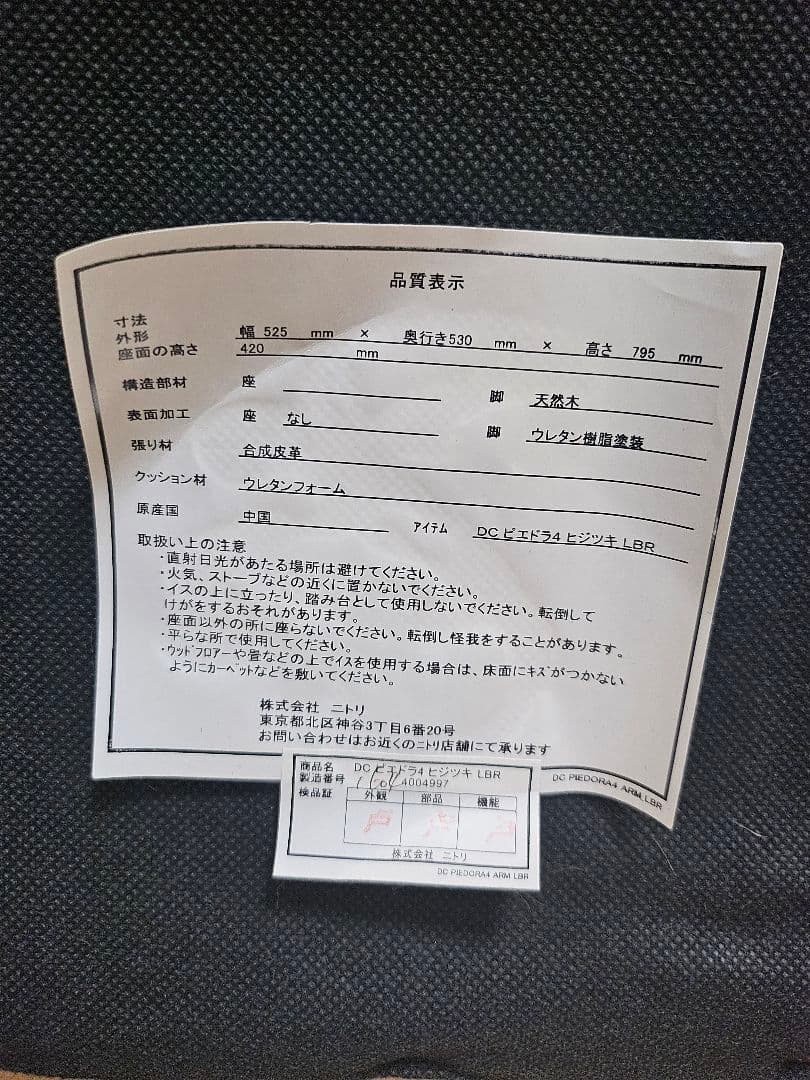 品質表示
寸法
外形 幅 525 mm × 奥行き530 mm × 高さ 795 mm
座面の高さ 420 mm
構造部材 座 脚 天然木
表面加工 座 なし 脚 ウレタン樹脂塗装
張り材 合成皮革
クッション材 ウレタンフォーム
原産国 中国 アイテム DC ピエドラ4 ヒジツキ LBR
取扱い上の注意
・直射日光があたる場所は避けてください。
・火気、ストーブなどの近くに置かないでください。
・イスの上に立ったり、踏み台として使用しないでください。転倒して
けがをするおそれがあります。
・座面以外の所に座らないでください。転倒し怪我をすることがあります。
・平らな所で使用してください。
・ウッドフロアーや畳などの上でイスを使用する場合は、床面にキズがつかない
ようにカーペットなどを敷いてください。
株式会社 ニトリ
東京都北区神谷3丁目6番20号
お問い合わせはお近くのニトリ店舗にて承ります
DC PIEDORA4 ARM LBR
商品名 DC ピエドラ4 ヒジツキ LBR
製造番号 4004997
検品証 外観 部品 機能
株式会社 ニトリ
DC PIEDORA4 ARM LBR